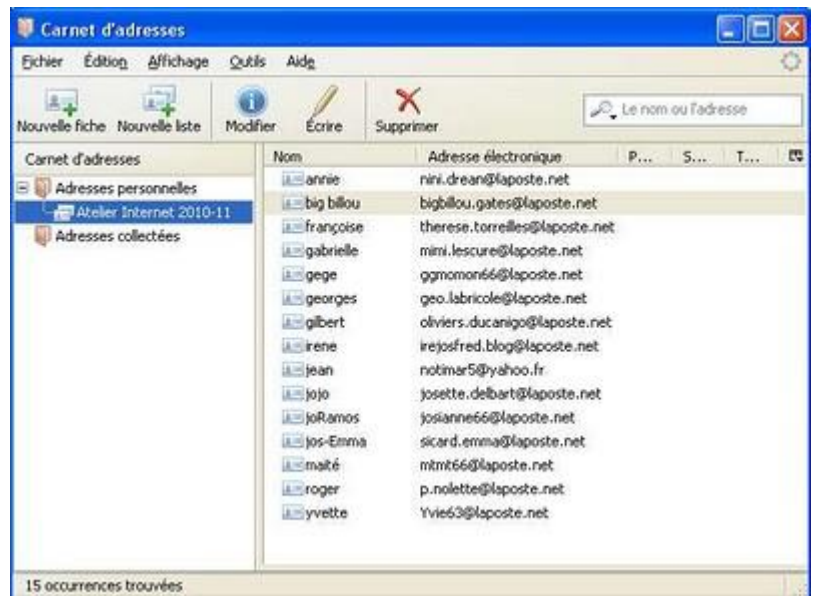 Carnet d'adresses
Fichier Édition Affichage Outils Aide
Nouvelle fiche Nouvelle liste Modifier Écrire Supprimer Le nom ou l'adresse
Carnet d'adresses Nom Adresse électronique P... S... T...
Adresses personnelles
Atelier Internet 2010-11
Adresses collectées
annie nini.drean@laposte.net
big billou bigbillou.gates@laposte.net
françoise therese.torreilles@laposte.net
gabrielle mimi.lescure@laposte.net
gege ggmomon66@laposte.net
georges geo.labricole@laposte.net
gilbert oliviers.ducanigo@laposte.net
irene irejosfred.blog@laposte.net
jean notimar5@yahoo.fr
jojo josette.delbart@laposte.net
joRamos josianne66@laposte.net
jos-Emma sicard.emma@laposte.net
maité mtmt66@laposte.net
roger p.nolette@laposte.net
yvette Yvie63@laposte.net
15 occurrences trouvées